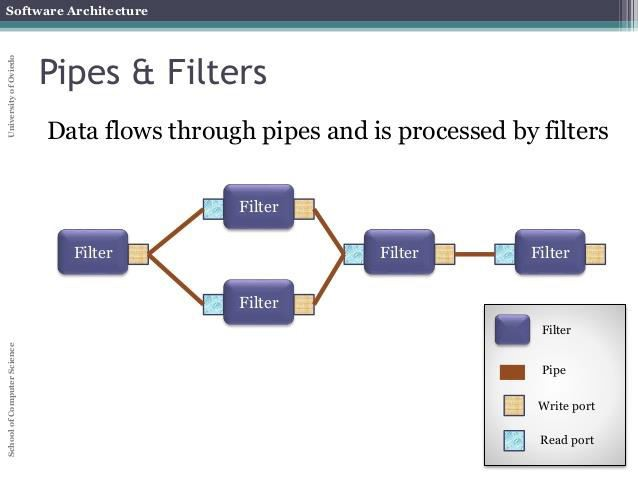 Software Architecture
University of Oviedo
Pipes & Filters
Data flows through pipes and is processed by filters
Filter
Filter
Filter
Filter
Filter
Filter
Pipe
Write port
Read port
School of Computer Science